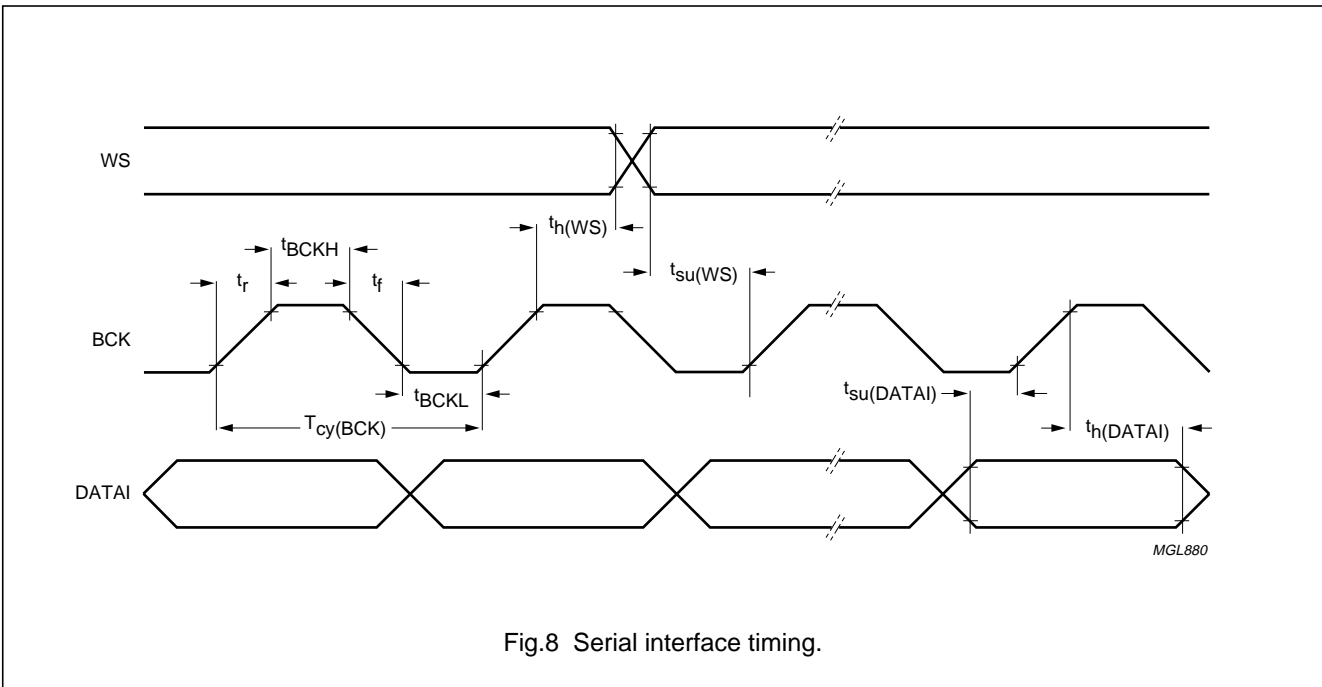 WS
th(WS)
tBCKH
tr
tf
tsu(WS)
BCK
tBCKL
tsu(DATAI)
Tcy(BCK)
th(DATAI)
DATAI
MGL880
Fig.8 Serial interface timing.